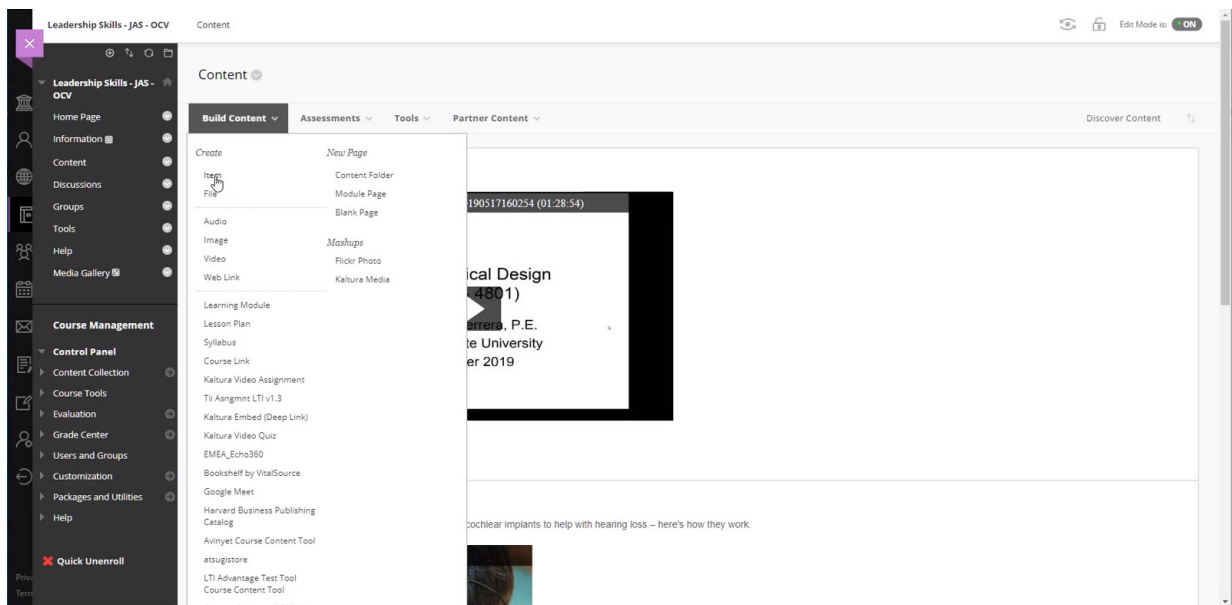 Leadership Skills - JAS - OCV
Content
Edit Mode is:
ON
Leadership Skills - JAS -
OCV
Home Page
Information
Content
Discussions
Groups
Tools
Help
Media Gallery
Course Management
Control Panel
Content Collection
Course Tools
Evaluation
Grade Center
Users and Groups
Customization
Packages and Utilities
Help
Quick Unenroll
Content
Build Content
Assessments
Tools
Partner Content
Discover Content
Create
Item
File
Audio
Image
Video
Web Link
Learning Module
Lesson Plan
Syllabus
Course Link
Kaltura Video Assignment
Tii Asngmnt LTI v1.3
Kaltura Embed (Deep Link)
Kaltura Video Quiz
EMEA_Echo360
Bookshelf by VitalSource
Google Meet
Harvard Business Publishing
Catalog
Avinyet Course Content Tool
atsugistore
LTI Advantage Test Tool
Course Content Tool
New Page
Content Folder
Module Page
Blank Page
Mashups
Flickr Photo
Kaltura Media
190517160254 (01:28:54)
ical Design
4801)
errera, P.E.
te University
er 2019
cochlear implants to help with hearing loss – here's how they work.